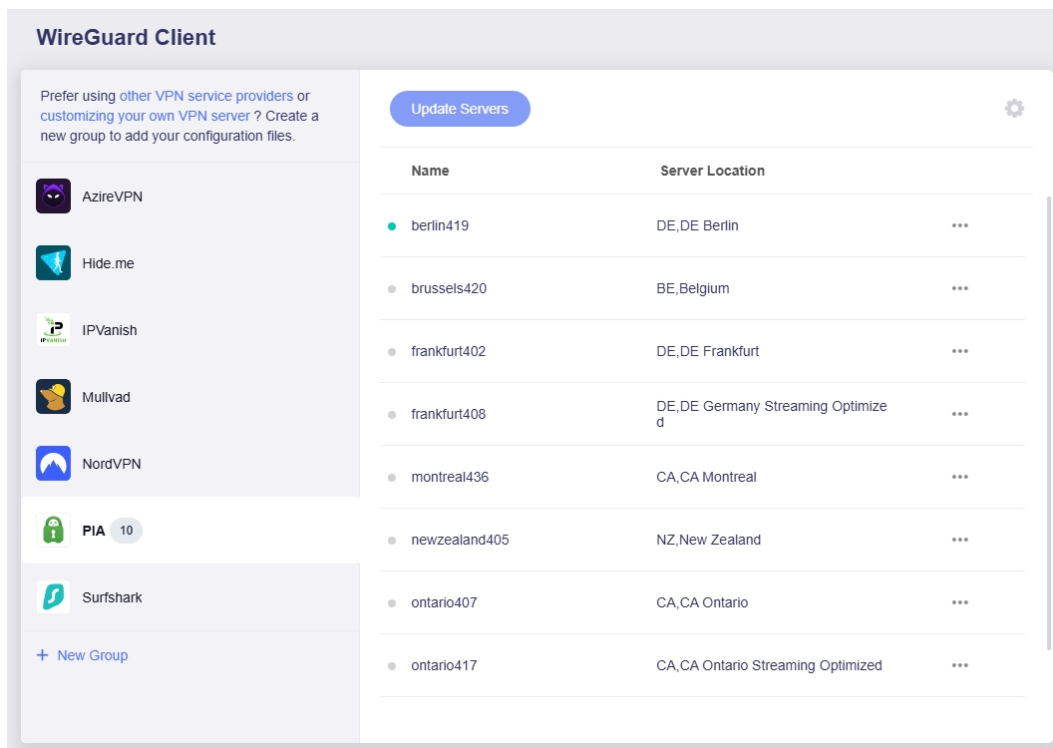 WireGuard Client
Prefer using other VPN service providers or
customizing your own VPN server ? Create a
new group to add your configuration files.
AzireVPN
Hide.me
IPVanish
IPVANISH
Mullvad
NordVPN
PIA 10
Surfshark
+ New Group
Update Servers
Name Server Location
berlin419 DE,DE Berlin
brussels420 BE,Belgium
frankfurt402 DE,DE Frankfurt
frankfurt408 DE,DE Germany Streaming Optimize
d
montreal436 CA,CA Montreal
newzealand405 NZ,New Zealand
ontario407 CA,CA Ontario
ontario417 CA,CA Ontario Streaming Optimized